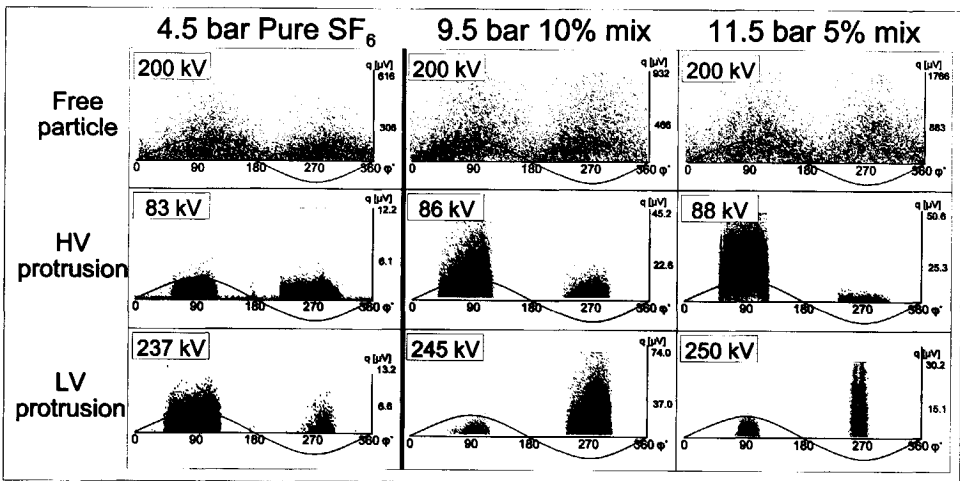 4.5 bar Pure SF₆ 9.5 bar 10% mix 11.5 bar 5% mix
Free particle
200 kV
q [µV]
616
308
0 90 180 270 360 φ°
200 kV
q [µV]
932
466
0 90 180 270 360 φ°
200 kV
q [µV]
1766
883
0 90 180 270 360 φ°
HV protrusion
83 kV
q [µV]
12.2
6.1
0 90 180 270 360 φ°
86 kV
q [µV]
45.2
22.6
0 90 180 270 360 φ°
88 kV
q [µV]
50.6
25.3
0 90 180 270 360 φ°
LV protrusion
237 kV
q [µV]
13.2
6.6
0 90 180 270 360 φ°
245 kV
q [µV]
74.0
37.0
0 90 180 270 360 φ°
250 kV
q [µV]
30.2
15.1
0 90 180 270 360 φ°